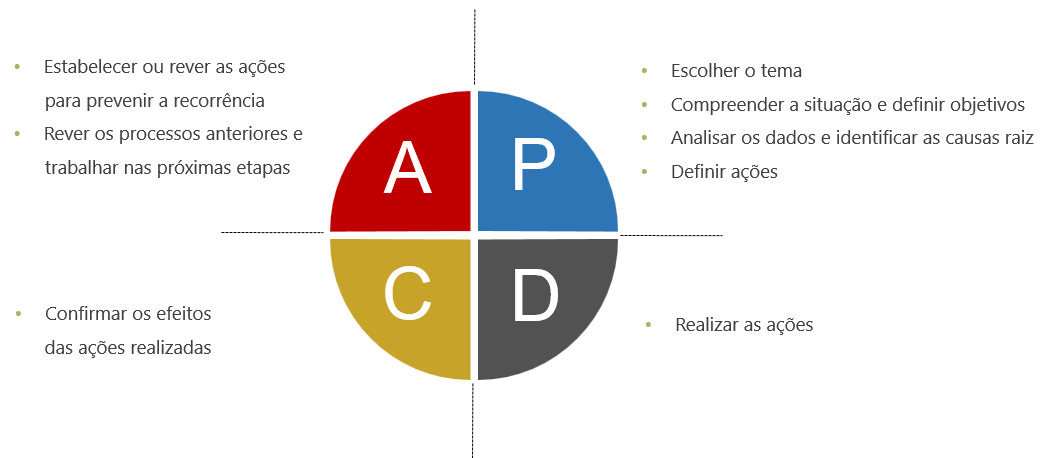 • Estabelecer ou rever as ações
para prevenir a recorrência
• Rever os processos anteriores e
trabalhar nas próximas etapas
A
P
• Escolher o tema
• Compreender a situação e definir objetivos
• Analisar os dados e identificar as causas raiz
• Definir ações
• Confirmar os efeitos
das ações realizadas
C
D
• Realizar as ações